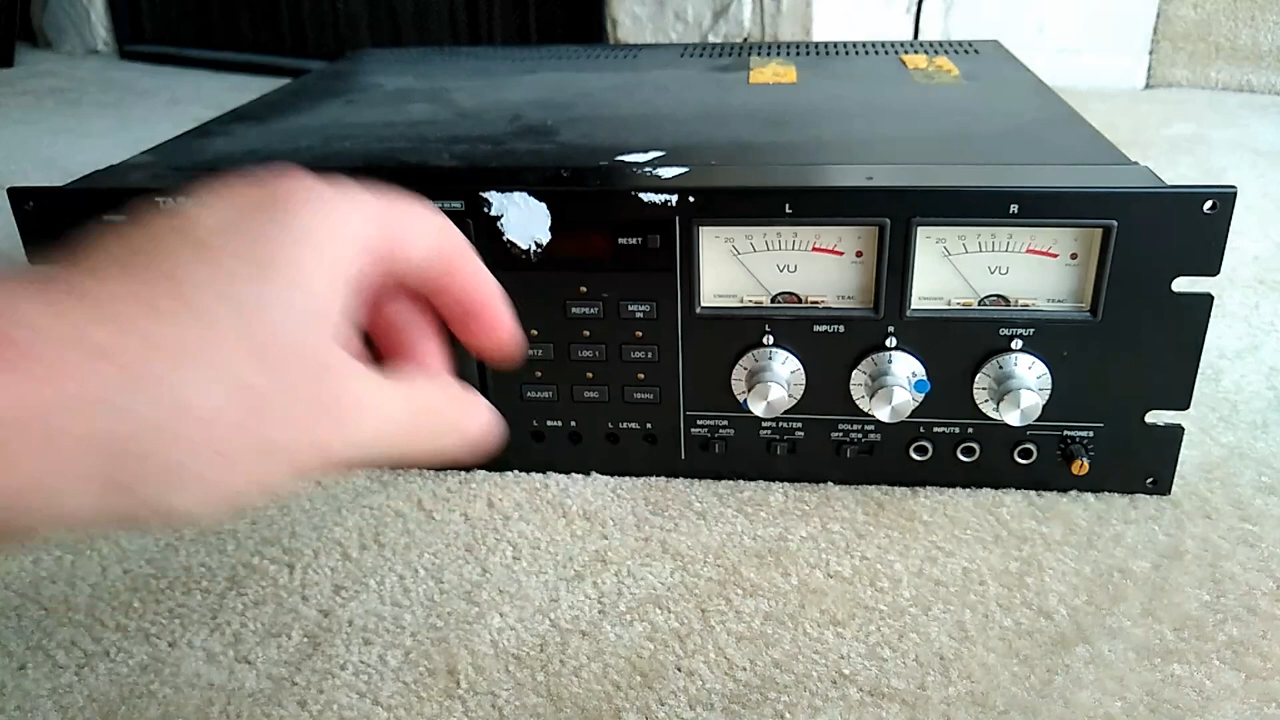 L
R
RESET
- 20 10 7 5 3 0 3 +
VU
TEAC
- 20 10 7 5 3 0 3 +
VU
TEAC
REPEAT
MEMO
IN
RTZ
LOC 1
LOC 2
ADJUST
OSC
10kHz
L BIAS R
L LEVEL R
L
INPUTS
R
OUTPUT
MONITOR
INPUT
AUTO
MPX FILTER
OFF
ON
DOLBY NR
OFF
L INPUTS R
PHONES